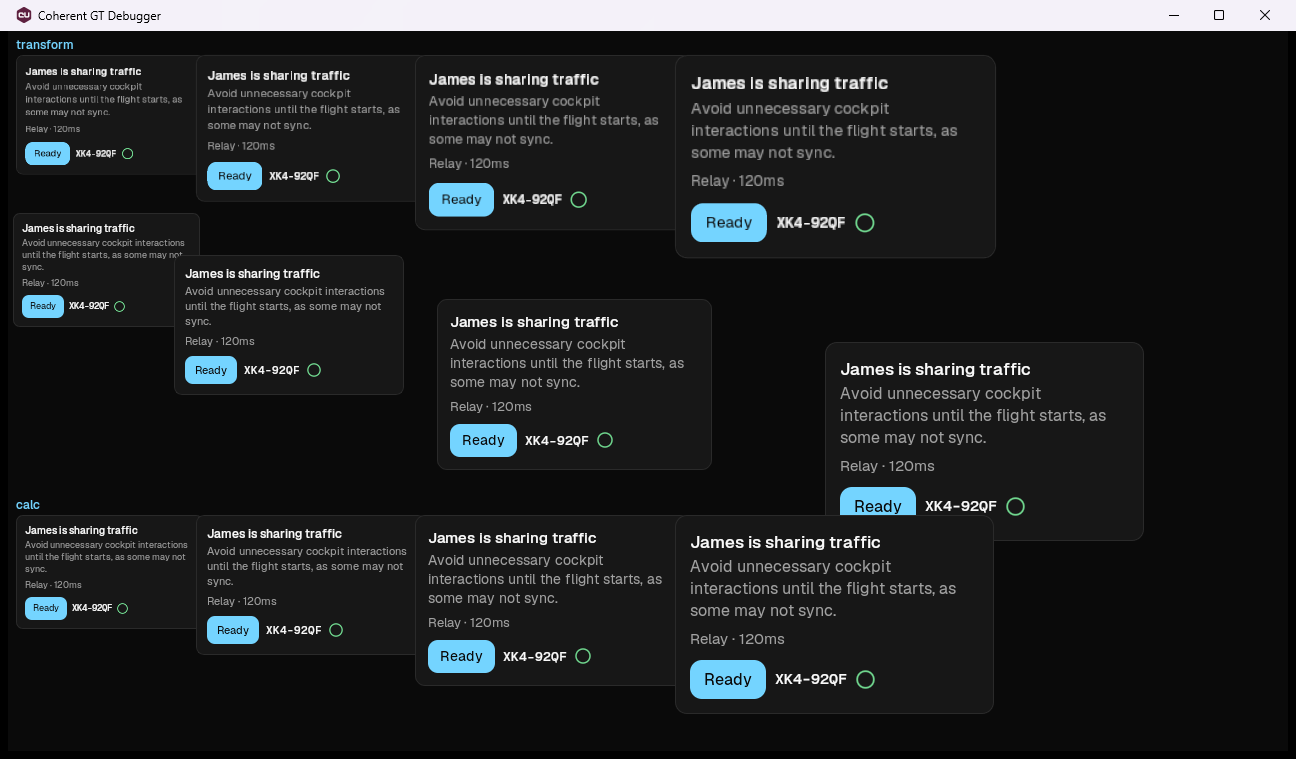 Coherent GT Debugger
transform
James is sharing traffic
Avoid unnecessary cockpit
interactions until the flight starts, as
some may not sync.
Relay · 120ms
Ready XK4-92QF
James is sharing traffic
Avoid unnecessary cockpit
interactions until the flight starts, as
some may not sync.
Relay · 120ms
Ready XK4-92QF
James is sharing traffic
Avoid unnecessary cockpit
interactions until the flight starts, as
some may not sync.
Relay · 120ms
Ready XK4-92QF
James is sharing traffic
Avoid unnecessary cockpit
interactions until the flight starts, as
some may not sync.
Relay · 120ms
Ready XK4-92QF
James is sharing traffic
Avoid unnecessary cockpit interactions
until the flight starts, as some may not
sync.
Relay · 120ms
Ready XK4-92QF
James is sharing traffic
Avoid unnecessary cockpit interactions
until the flight starts, as some may not
sync.
Relay · 120ms
Ready XK4-92QF
James is sharing traffic
Avoid unnecessary cockpit
interactions until the flight starts, as
some may not sync.
Relay · 120ms
Ready XK4-92QF
James is sharing traffic
Avoid unnecessary cockpit
interactions until the flight starts, as
some may not sync.
Relay · 120ms
Ready XK4-92QF
calc
James is sharing traffic
Avoid unnecessary cockpit interactions
until the flight starts, as some may not
sync.
Relay · 120ms
Ready XK4-92QF
James is sharing traffic
Avoid unnecessary cockpit interactions
until the flight starts, as some may not
sync.
Relay · 120ms
Ready XK4-92QF
James is sharing traffic
Avoid unnecessary cockpit
interactions until the flight starts, as
some may not sync.
Relay · 120ms
Ready XK4-92QF
James is sharing traffic
Avoid unnecessary cockpit
interactions until the flight starts, as
some may not sync.
Relay · 120ms
Ready XK4-92QF